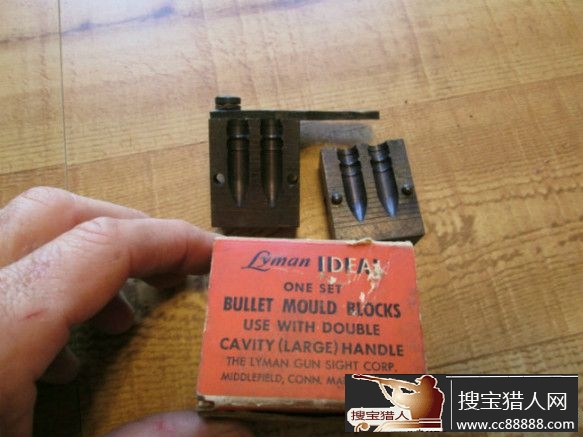 Lyman IDEAL
ONE SET
BULLET MOULD BLOCKS
USE WITH DOUBLE
CAVITY (LARGE) HANDLE
THE LYMAN GUN SIGHT CORP.
MIDDLEFIELD, CONN.
搜宝猎人
搜宝猎人网
www.cc88888.com